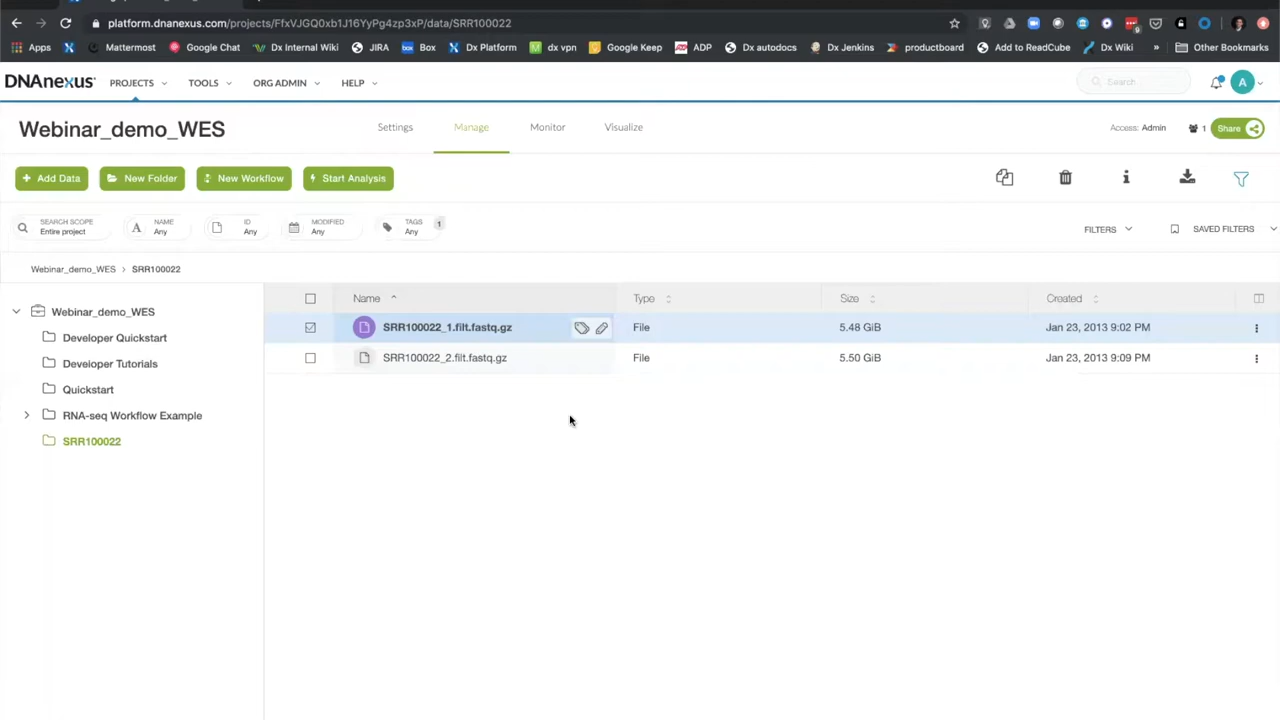 platform.dnanexus.com/projects/FfxVJGQ0xb1J16YyPg4zp3xP/data/SRR100022
Apps Mattermost Google Chat Dx Internal Wiki JIRA Box Dx Platform dx vpn Google Keep ADP Dx autodocs Dx Jenkins productboard Add to ReadCube Dx Wiki » Other Bookmarks
DNAnexus PROJECTS TOOLS ORG ADMIN HELP Search A
Webinar_demo_WES Settings Manage Monitor Visualize Access: Admin 1 Share
+ Add Data New Folder New Workflow Start Analysis
SEARCH SCOPE NAME ID MODIFIED TAGS 1
Entire project Any Any Any Any
FILTERS SAVED FILTERS
Webinar_demo_WES > SRR100022
Name Type Size Created
Webinar_demo_WES
SRR100022_1.filt.fastq.gz File 5.48 GiB Jan 23, 2013 9:02 PM
Developer Quickstart
SRR100022_2.filt.fastq.gz File 5.50 GiB Jan 23, 2013 9:09 PM
Developer Tutorials
Quickstart
RNA-seq Workflow Example
SRR100022